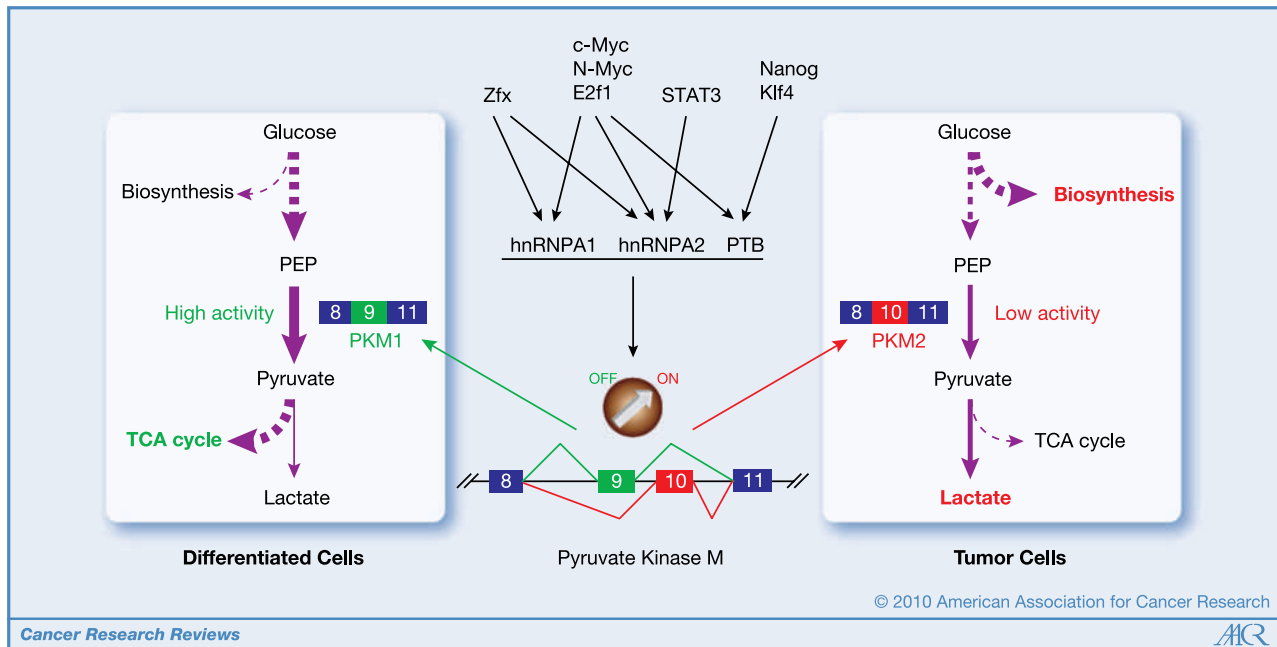 c-Myc
N-Myc
E2f1
Zfx
STAT3
Nanog
Klf4
hnRNPA1 hnRNPA2 PTB
Glucose
Biosynthesis
PEP
High activity
8 9 11
PKM1
Pyruvate
TCA cycle
Lactate
Differentiated Cells
OFF ON
8 9 10 11
Pyruvate Kinase M
Glucose
Biosynthesis
PEP
8 10 11
PKM2
Low activity
Pyruvate
TCA cycle
Lactate
Tumor Cells
© 2010 American Association for Cancer Research
Cancer Research Reviews
AACR